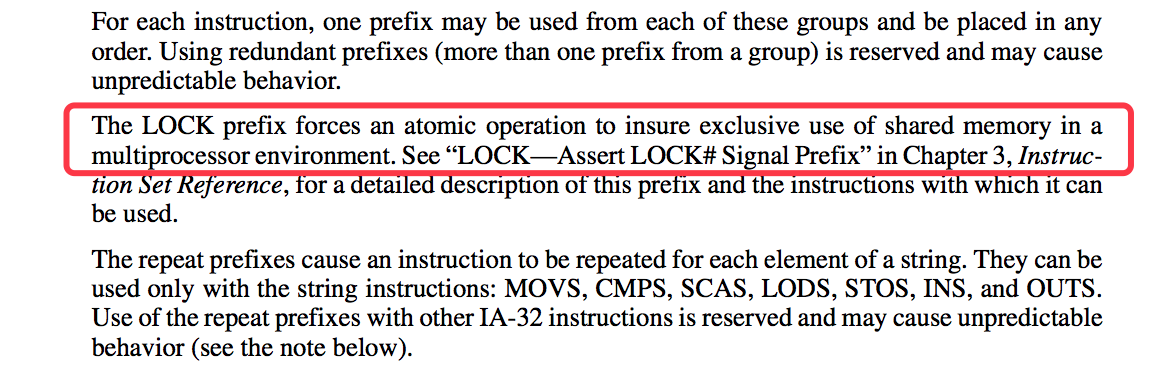 For each instruction, one prefix may be used from each of these groups and be placed in any
order. Using redundant prefixes (more than one prefix from a group) is reserved and may cause
unpredictable behavior.
The LOCK prefix forces an atomic operation to insure exclusive use of shared memory in a
multiprocessor environment. See “LOCK—Assert LOCK# Signal Prefix” in Chapter 3, Instruc-
tion Set Reference, for a detailed description of this prefix and the instructions with which it can
be used.
The repeat prefixes cause an instruction to be repeated for each element of a string. They can be
used only with the string instructions: MOVS, CMPS, SCAS, LODS, STOS, INS, and OUTS.
Use of the repeat prefixes with other IA-32 instructions is reserved and may cause unpredictable
behavior (see the note below).